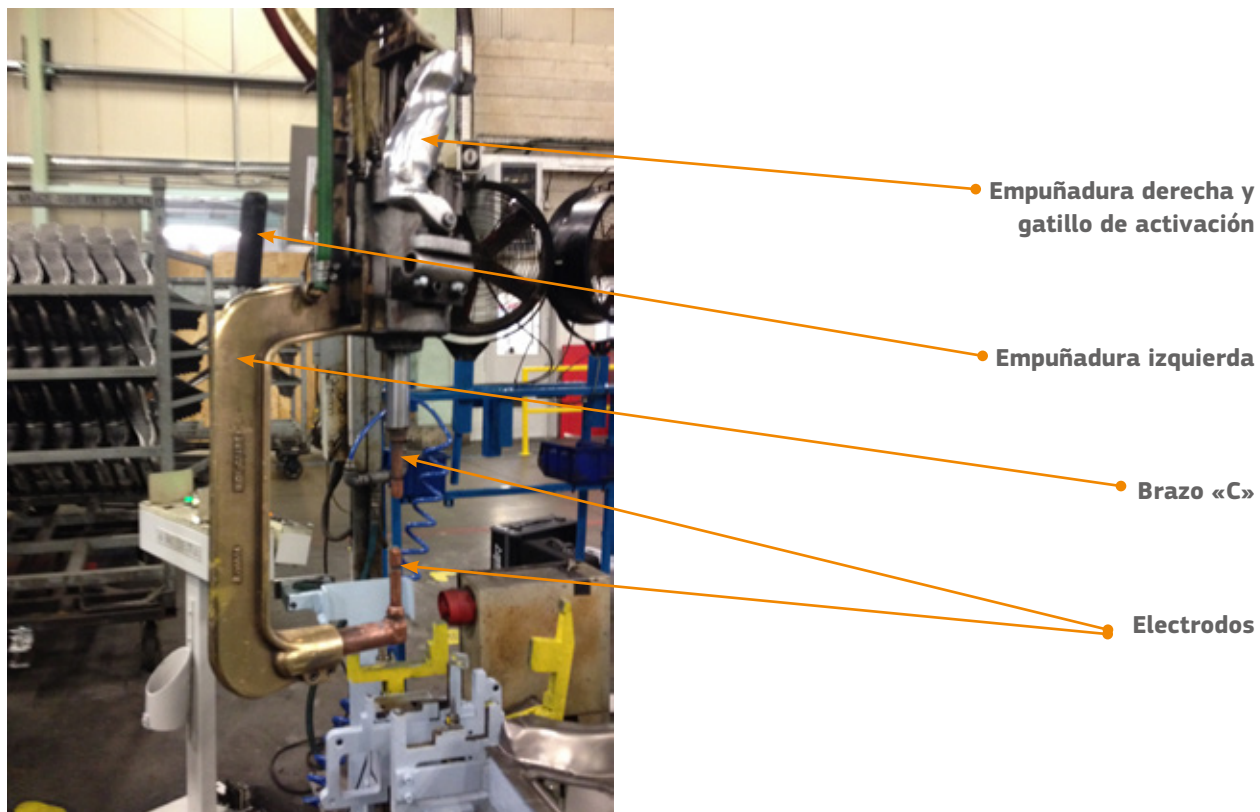 Empuñadura derecha y
gatillo de activación
Empuñadura izquierda
Brazo «C»
Electrodos